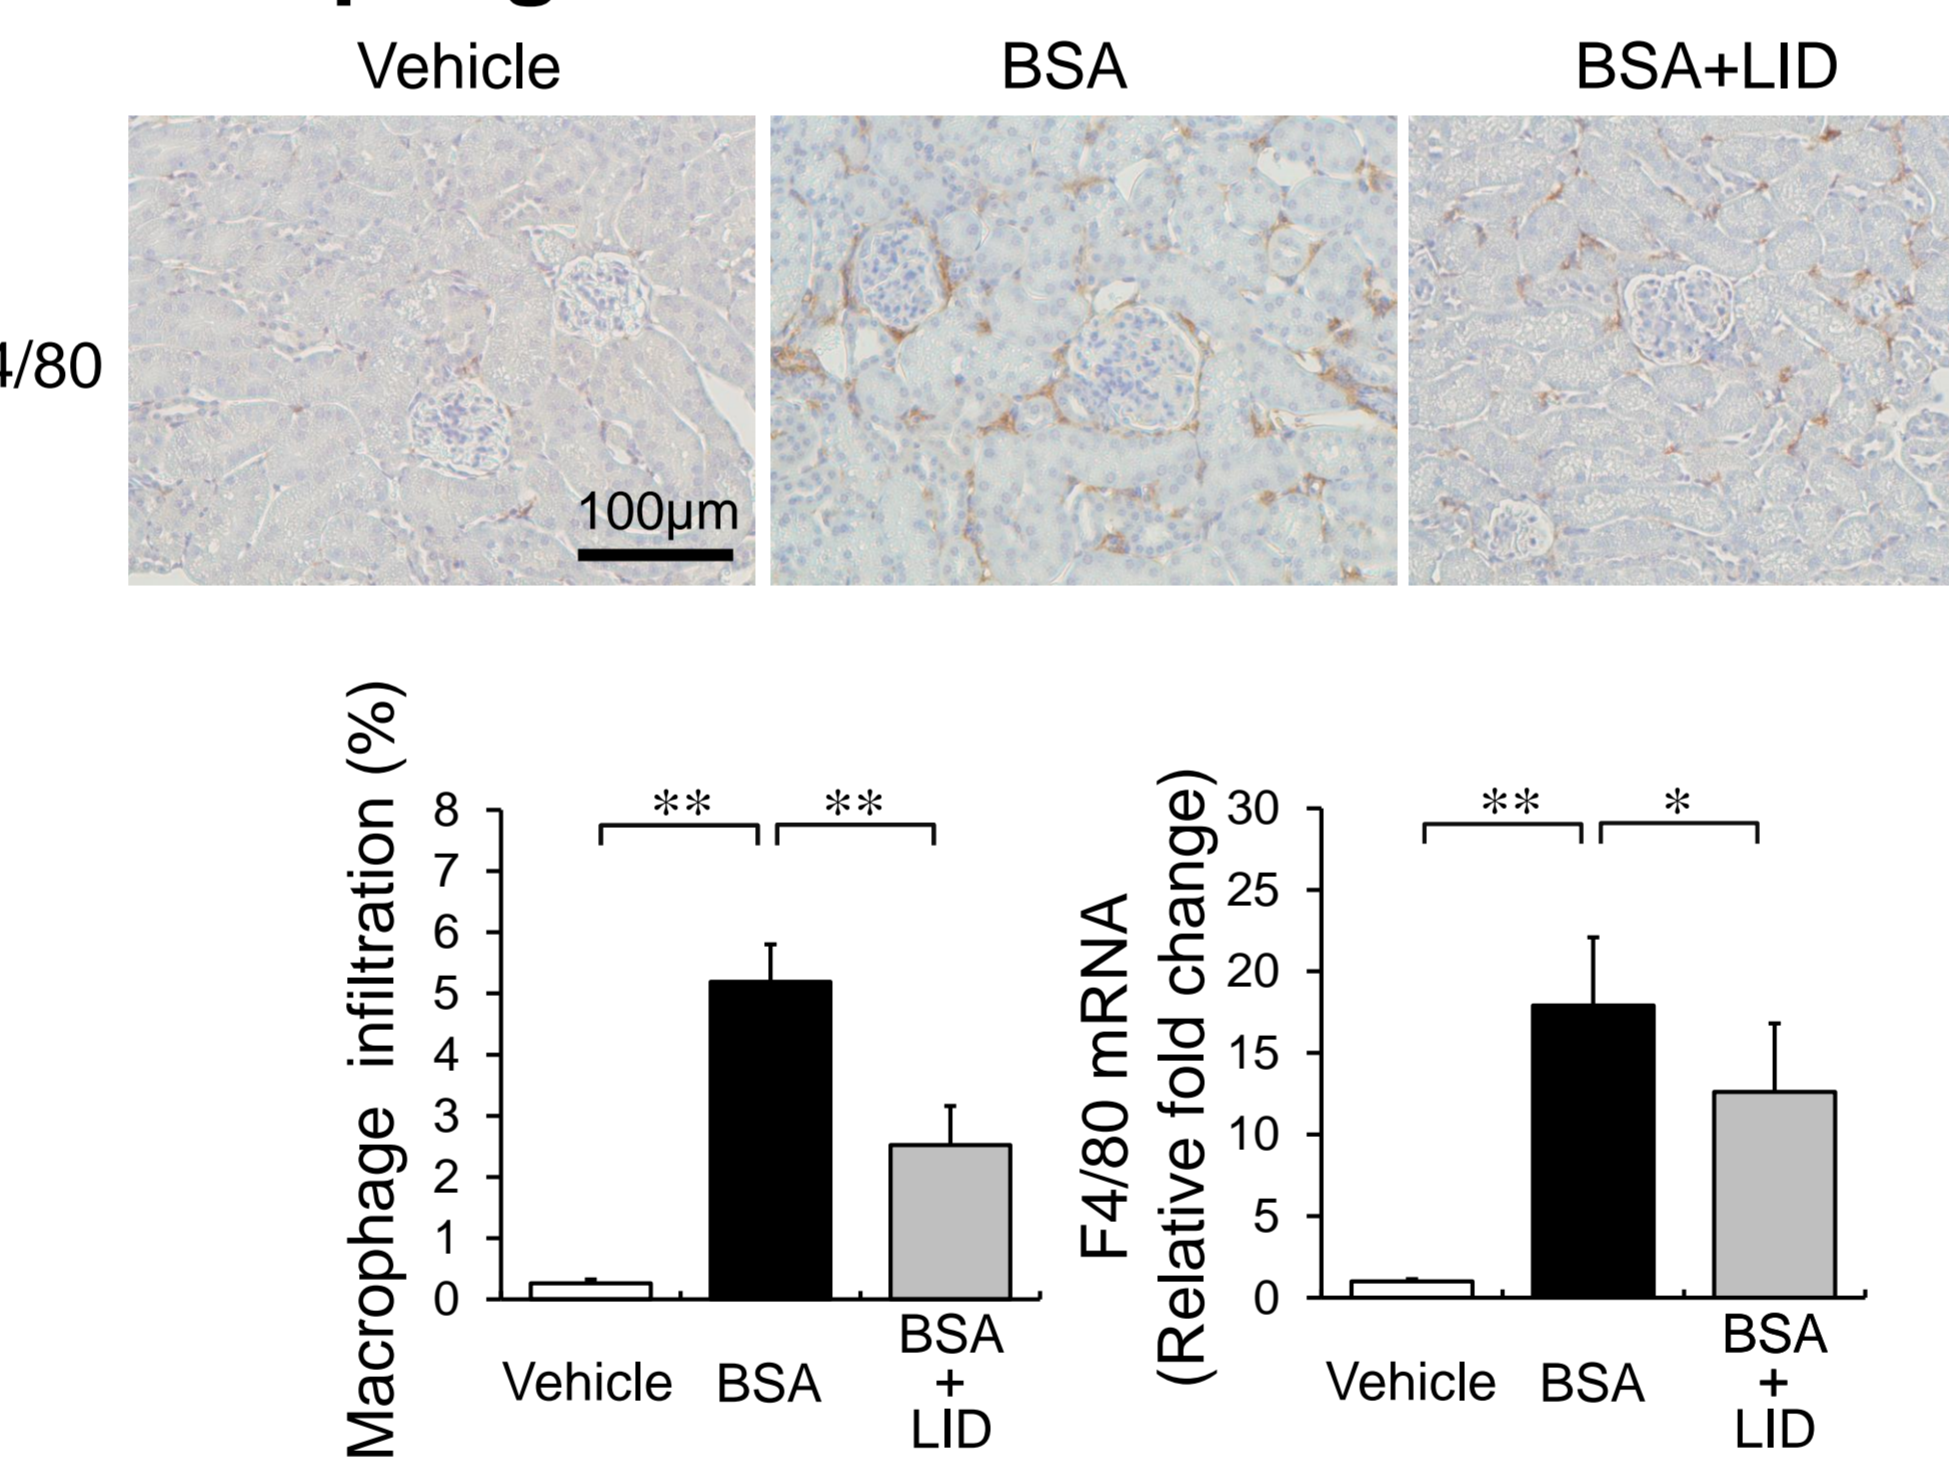 Vehicle
BSA
BSA+LID
4/80
100µm
Macrophage infiltration (%)
8
7
6
5
4
3
2
1
0
**
**
Vehicle
BSA
BSA
+
LID
F4/80 mRNA
(Relative fold change)
30
25
20
15
10
5
0
**
*
Vehicle
BSA
BSA
+
LID